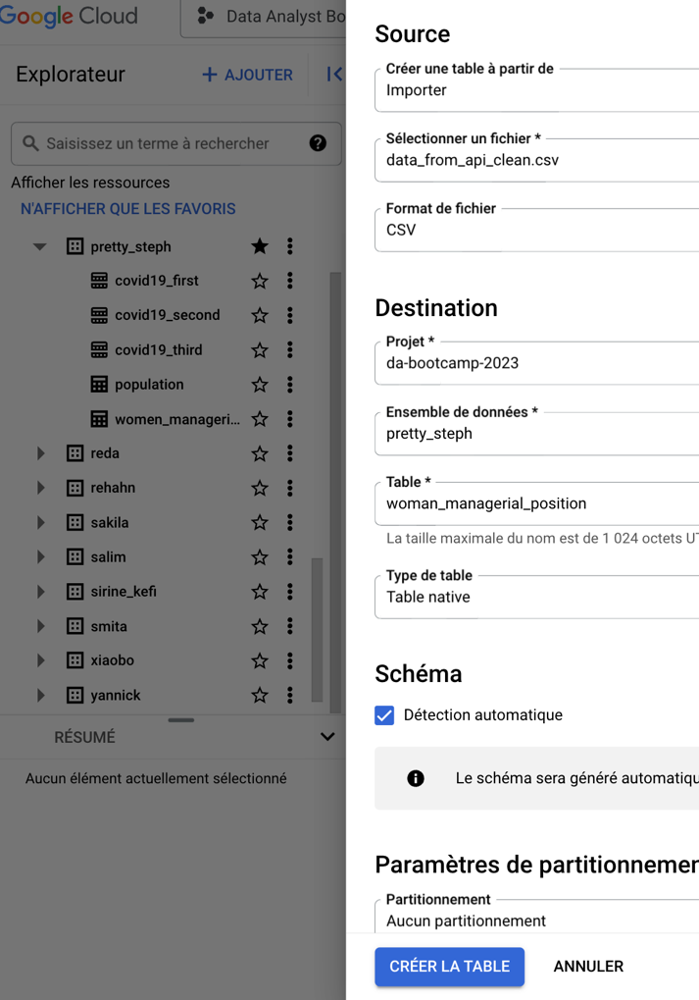 Google Cloud
Data Analyst Bo
Explorateur
+ AJOUTER
Saisissez un terme à rechercher
Afficher les ressources
N'AFFICHER QUE LES FAVORIS
pretty_steph
covid19_first
covid19_second
covid19_third
population
women_manageri...
reda
rehahn
sakila
salim
sirine_kefi
smita
xiaobo
yannick
RÉSUMÉ
Aucun élément actuellement sélectionné
Source
Créer une table à partir de
Importer
Sélectionner un fichier *
data_from_api_clean.csv
Format de fichier
CSV
Destination
Projet *
da-bootcamp-2023
Ensemble de données *
pretty_steph
Table *
woman_managerial_position
La taille maximale du nom est de 1 024 octets UT
Type de table
Table native
Schéma
Détection automatique
Le schéma sera généré automatiqu
Paramètres de partitionnemen
Partitionnement
Aucun partitionnement
CRÉER LA TABLE
ANNULER